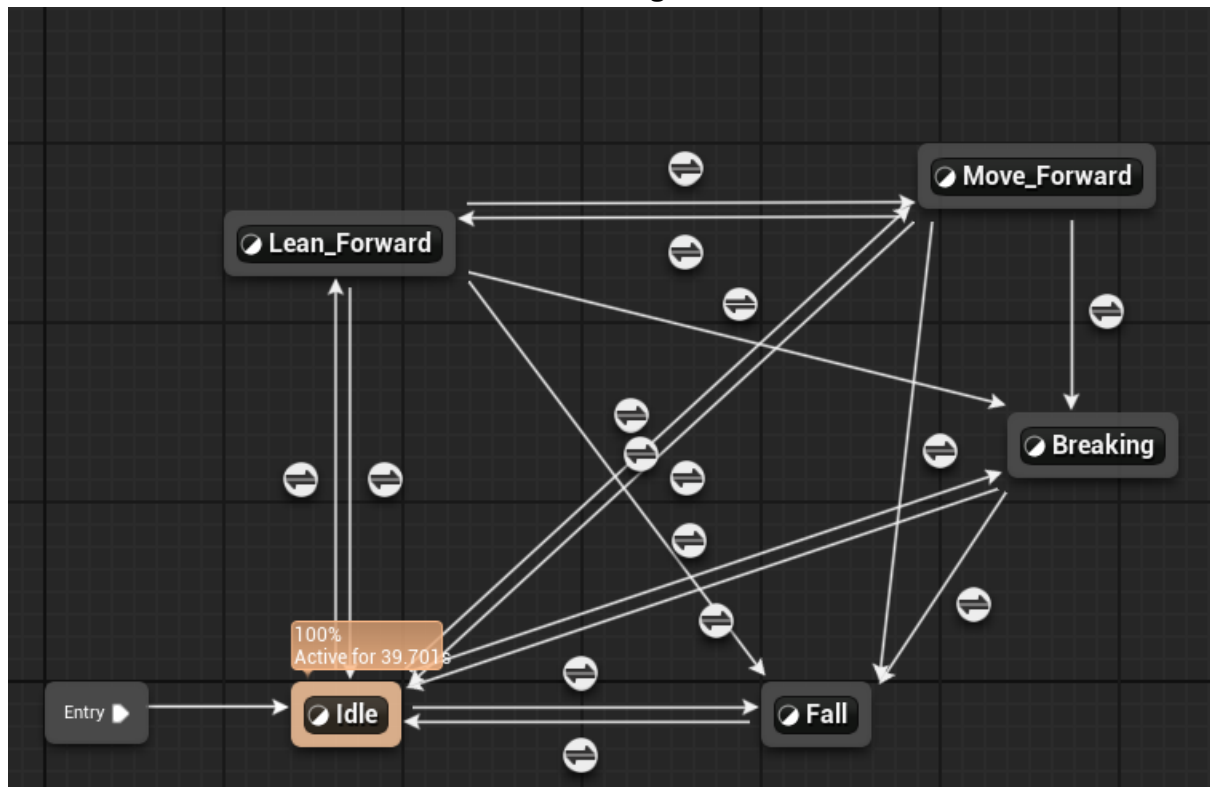 Move_Forward
Lean_Forward
Breaking
100%
Active for 39.701s
Entry
Idle
Fall